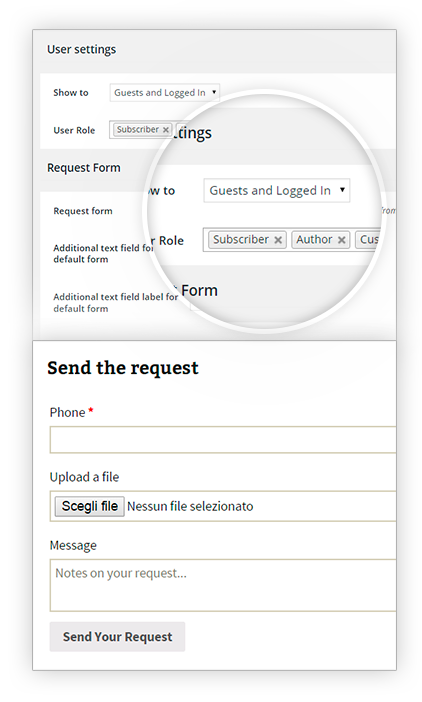 User settings
Show to Guests and Logged In
User Role Subscriber
ttings
Request Form
w to Guests and Logged In
Request form from
r Role Subscriber Author Cus
Additional text field for
default form
Form
Additional text field label for
default form
Send the request
Phone *
Upload a file
Scegli file Nessun file selezionato
Message
Notes on your request...
Send Your Request